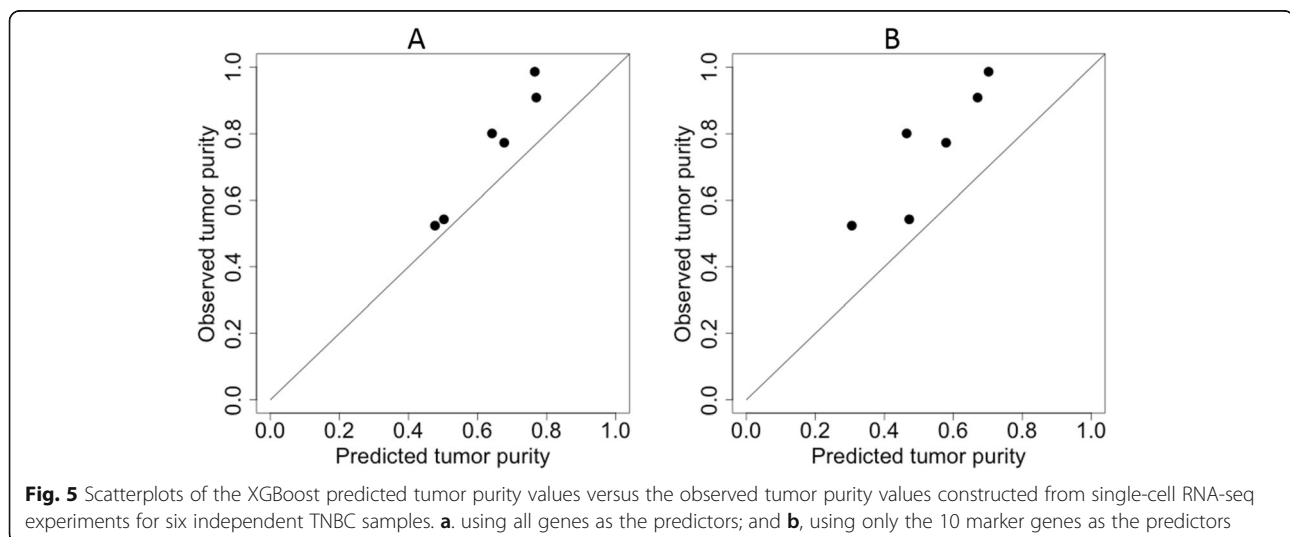 A
B
Observed tumor purity
0.0 0.2 0.4 0.6 0.8 1.0
0.0 0.2 0.4 0.6 0.8 1.0
Predicted tumor purity
Observed tumor purity
0.0 0.2 0.4 0.6 0.8 1.0
0.0 0.2 0.4 0.6 0.8 1.0
Predicted tumor purity
Fig. 5 Scatterplots of the XGBoost predicted tumor purity values versus the observed tumor purity values constructed from single-cell RNA-seq
experiments for six independent TNBC samples. a. using all genes as the predictors; and b, using only the 10 marker genes as the predictors